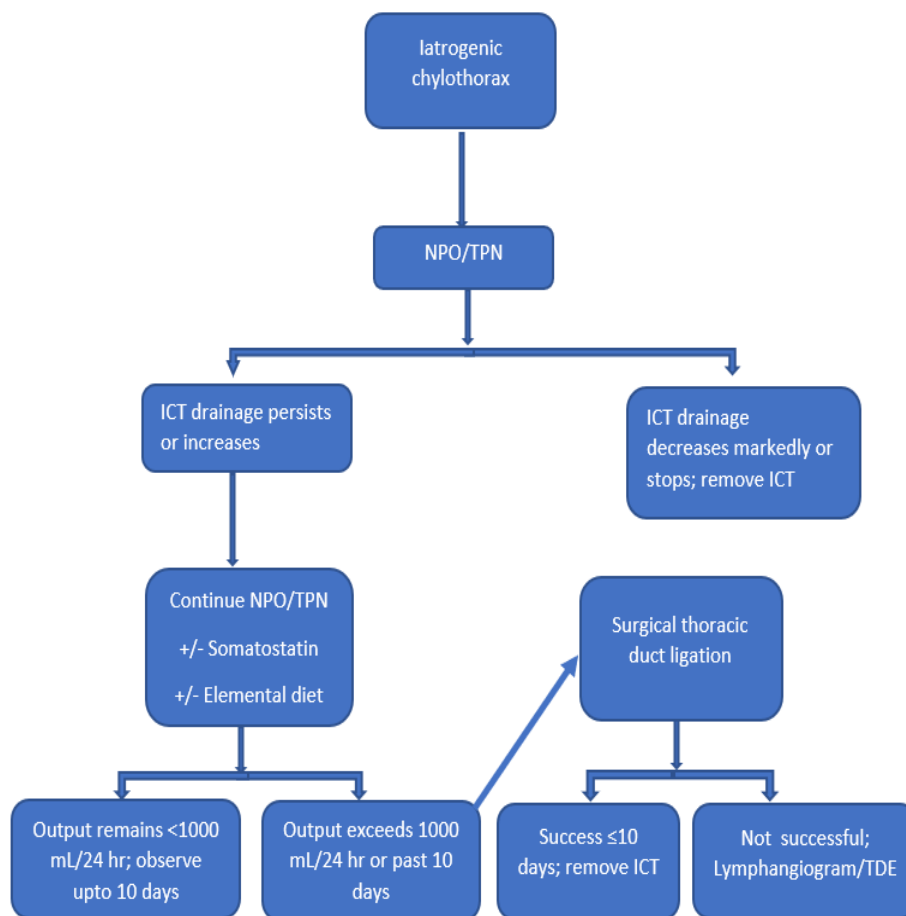 Iatrogenic
chylothorax
NPO/TPN
ICT drainage persists
or increases
ICT drainage
decreases markedly or
stops; remove ICT
Continue NPO/TPN
+/- Somatostatin
+/- Elemental diet
Surgical thoracic
duct ligation
Output remains <1000
mL/24 hr; observe
upto 10 days
Output exceeds 1000
mL/24 hr or past 10
days
Success ≤10
days; remove ICT
Not successful;
Lymphangiogram/TDE